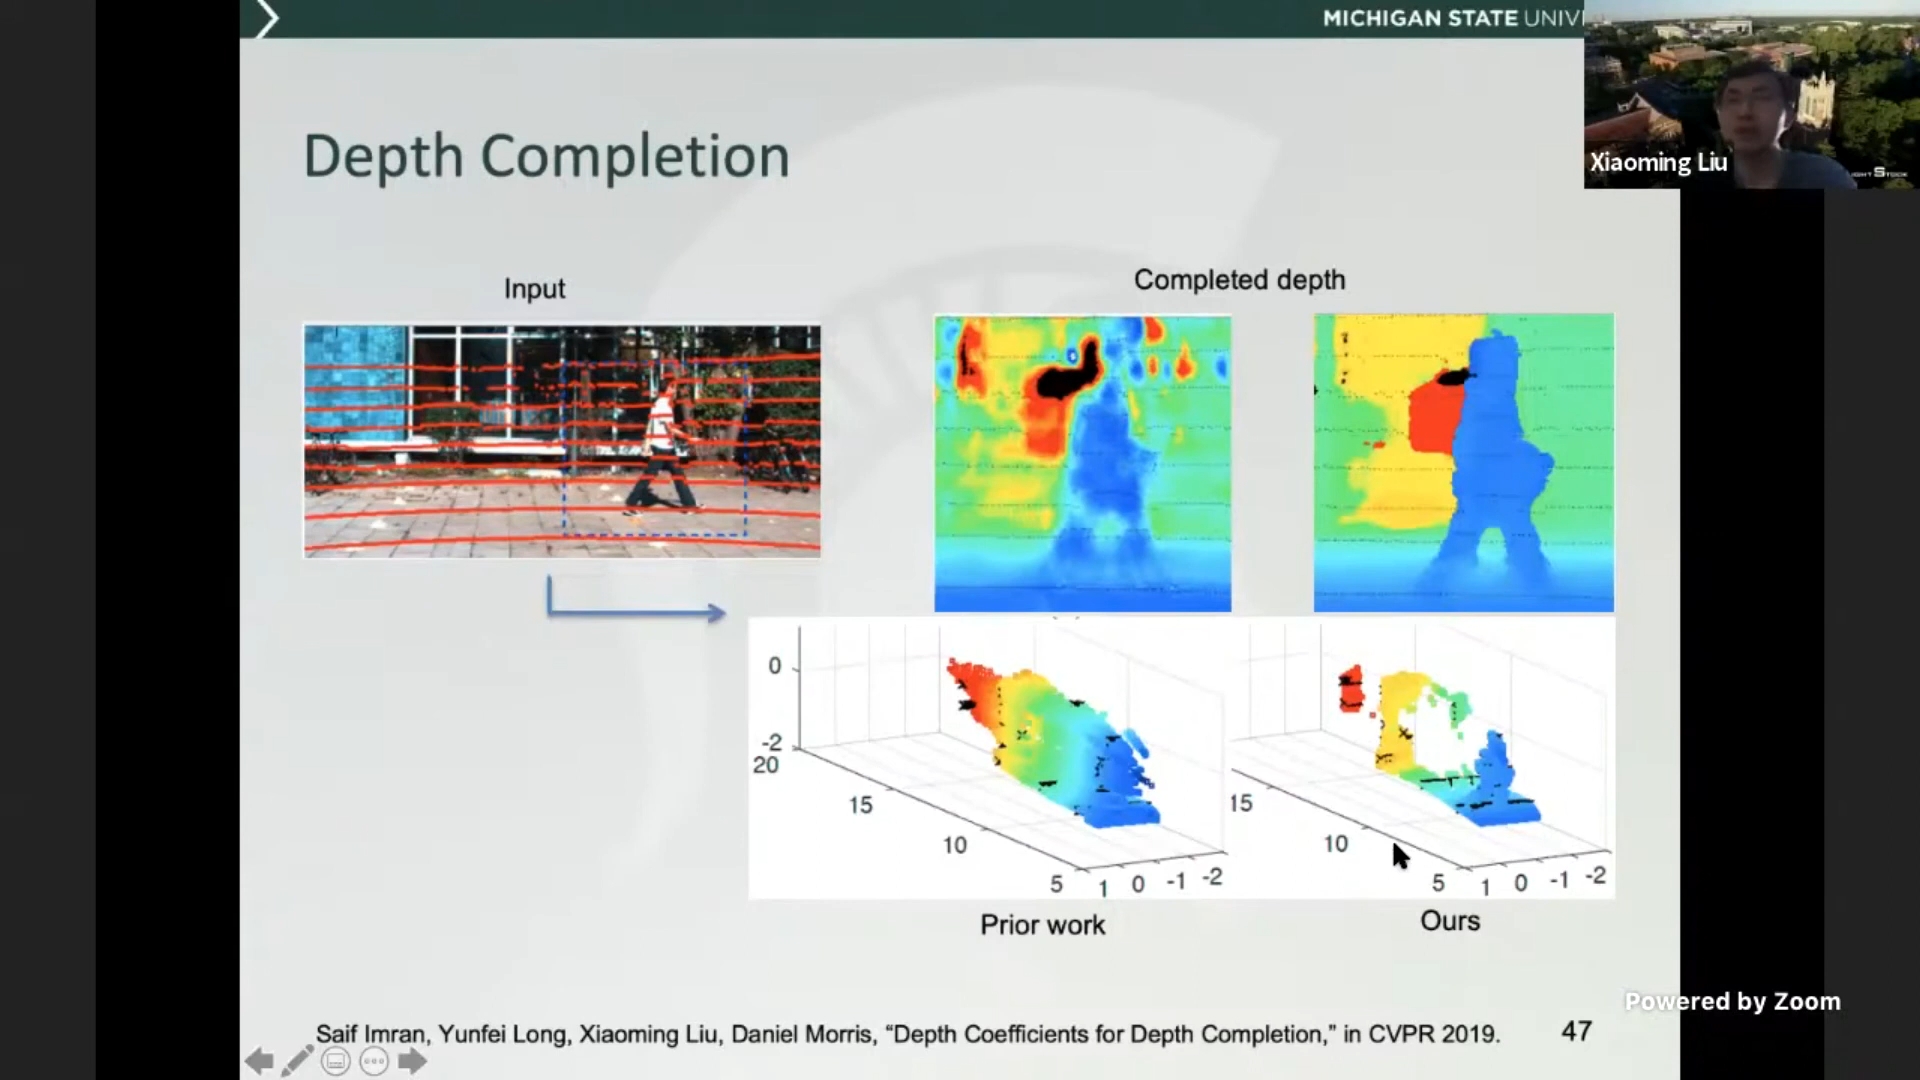 MICHIGAN STATE UNIV
Xiaoming Liu
Depth Completion
Input
Completed depth
0
-2
20
15
10
5
1 0 -1 -2
15
10
5
1 0 -1 -2
Prior work
Ours
Powered by Zoom
Saif Imran, Yunfei Long, Xiaoming Liu, Daniel Morris, “Depth Coefficients for Depth Completion,” in CVPR 2019.
47